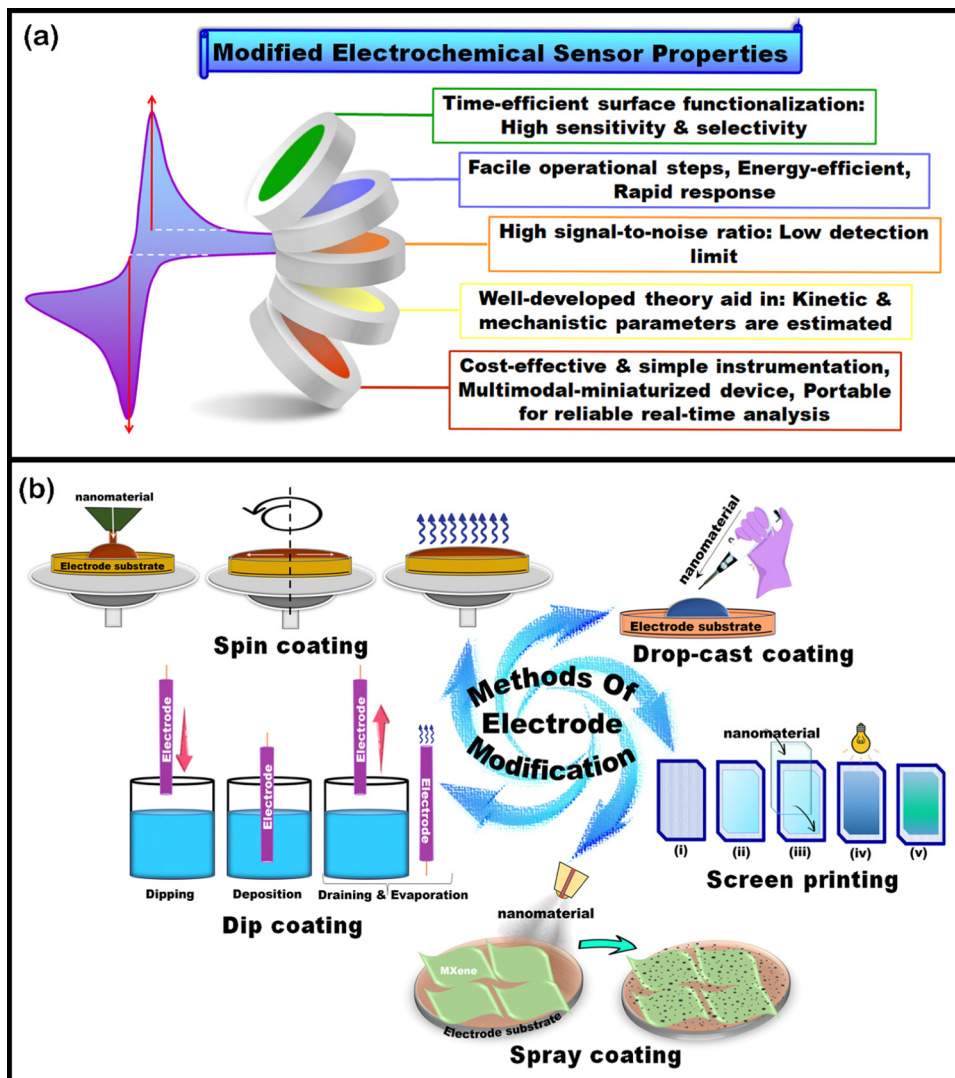 (a)
Modified Electrochemical Sensor Properties
Time-efficient surface functionalization:
High sensitivity & selectivity
Facile operational steps, Energy-efficient,
Rapid response
High signal-to-noise ratio: Low detection
limit
Well-developed theory aid in: Kinetic &
mechanistic parameters are estimated
Cost-effective & simple instrumentation,
Multimodal-miniaturized device, Portable
for reliable real-time analysis
(b)
nanomaterial
Electrode substrate
Spin coating
nanomaterial
Electrode substrate
Drop-cast coating
Methods Of
Electrode
Modification
Electrode
Electrode
Electrode
Electrode
Dipping
Deposition
Draining & Evaporation
Dip coating
nanomaterial
(i)
(ii)
(iii)
(iv)
(v)
Screen printing
nanomaterial
MXene
Electrode substrate
Spray coating